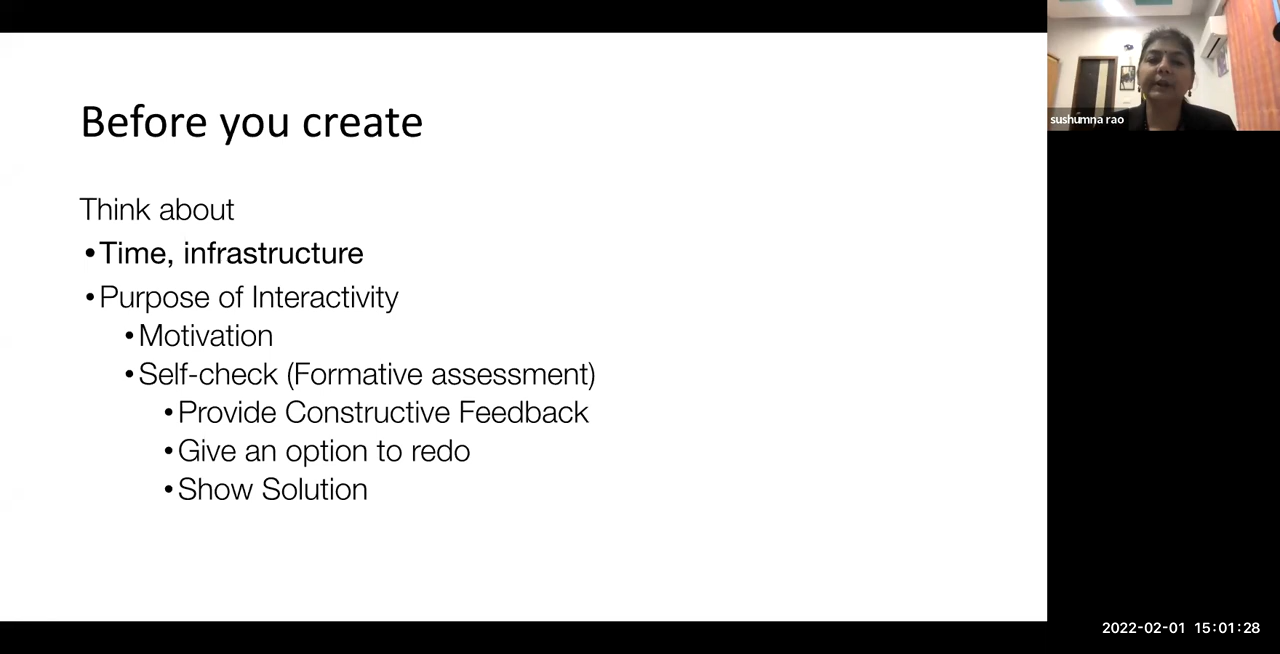 Before you create
Think about
•Time, infrastructure
•Purpose of Interactivity
•Motivation
•Self-check (Formative assessment)
•Provide Constructive Feedback
•Give an option to redo
•Show Solution
sushumna rao
2022-02-01 15:01:28